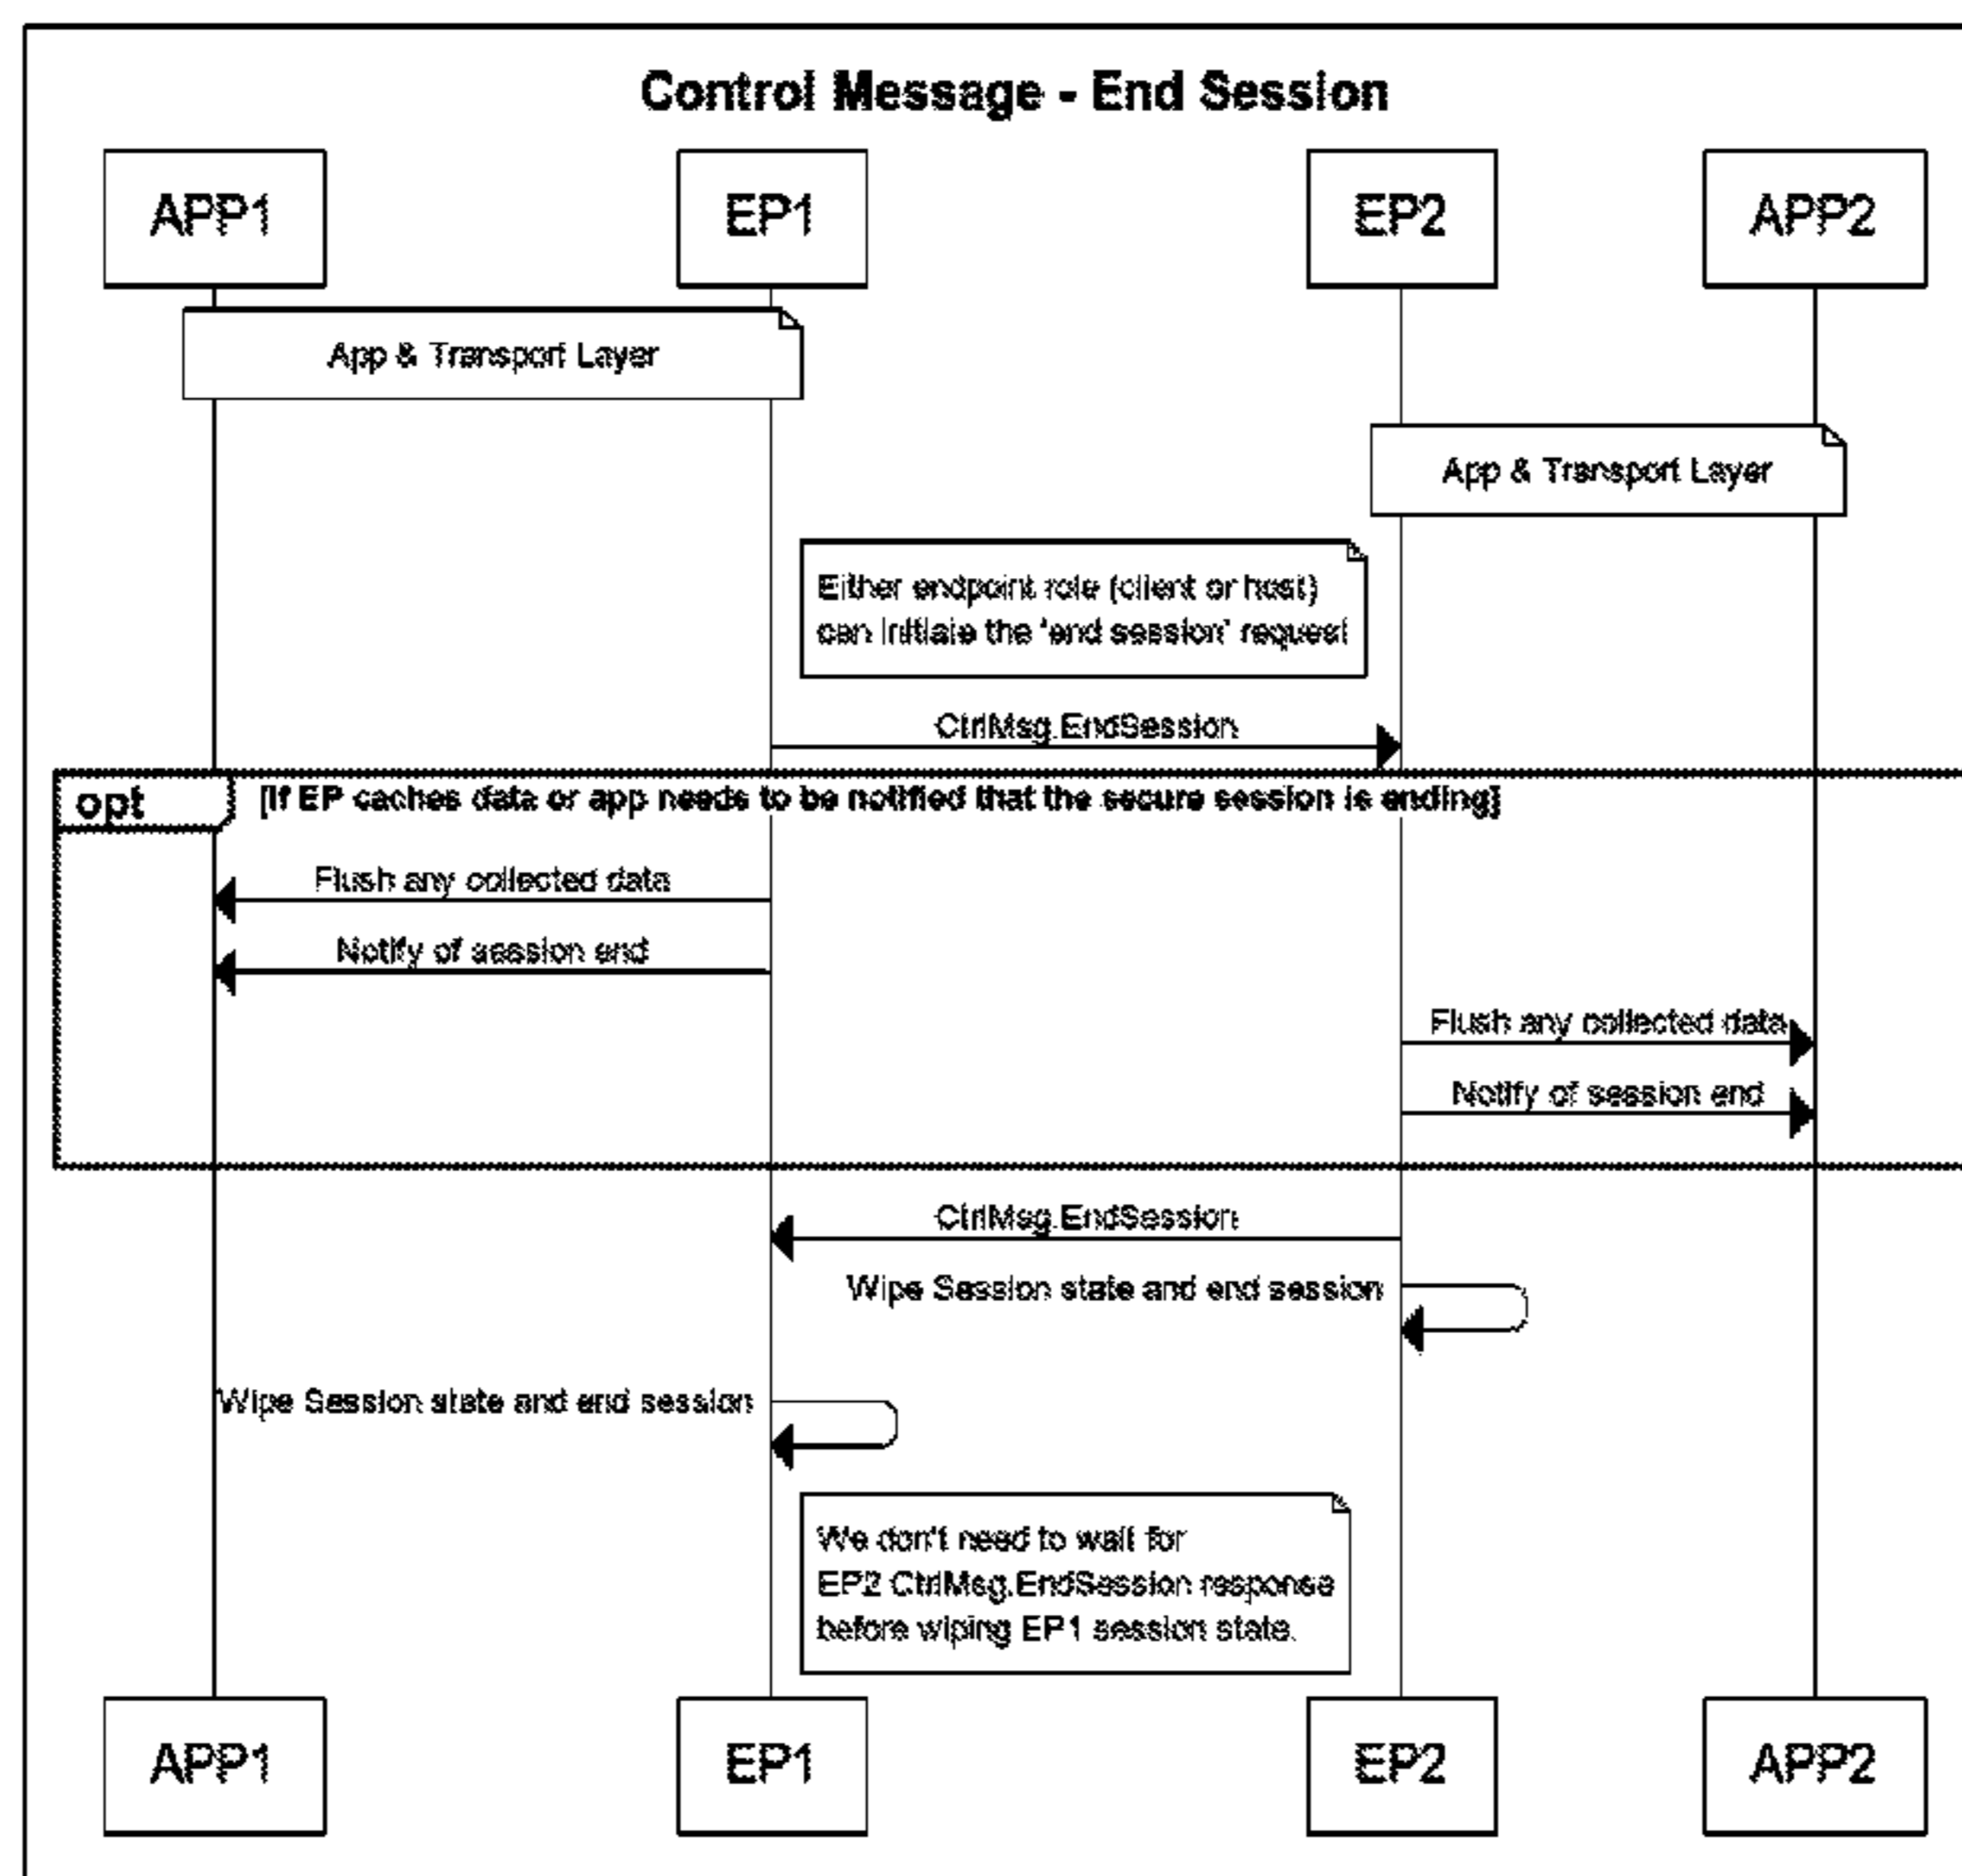 Control Message - End Session
APP1
EP1
EP2
APP2
App & Transport Layer
App & Transport Layer
Either endpoint role (client or host)
can initiate the 'end session' request
CtrlMsg.EndSession
opt
[If EP caches data or app needs to be notified that the secure session is ending]
Flush any collected data
Notify of session end
Flush any collected data
Notify of session end
CtrlMsg.EndSession
Wipe Session state and end session
Wipe Session state and end session
We don't need to wait for
EP2 CtrlMsg.EndSession response
before wiping EP1 session state.
APP1
EP1
EP2
APP2